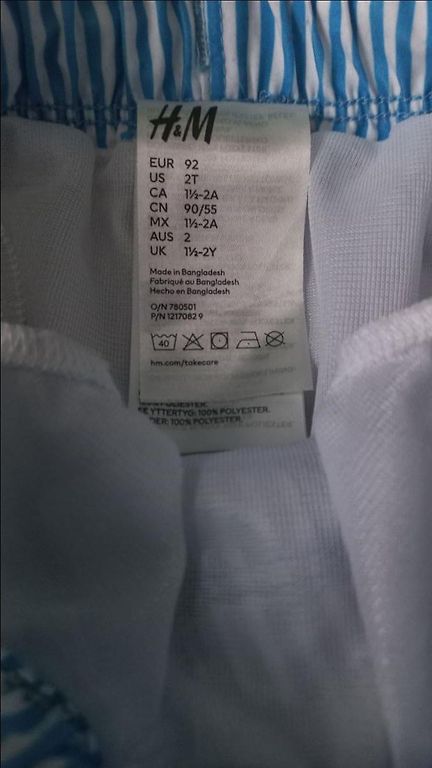 H&M
EUR 92
US 2T
CA 1½-2A
CN 90/55
MX 1½-2A
AUS 2
UK 1½-2Y
Made in Bangladesh
Fabriqué au Bangladesh
Hecho en Bangladesh
O/N 780501
P/N 1217082 9
40
hm.com/takecare
POLIESTER.
SE YTTERTYG: 100% POLYESTER.
100% POLYESTER.